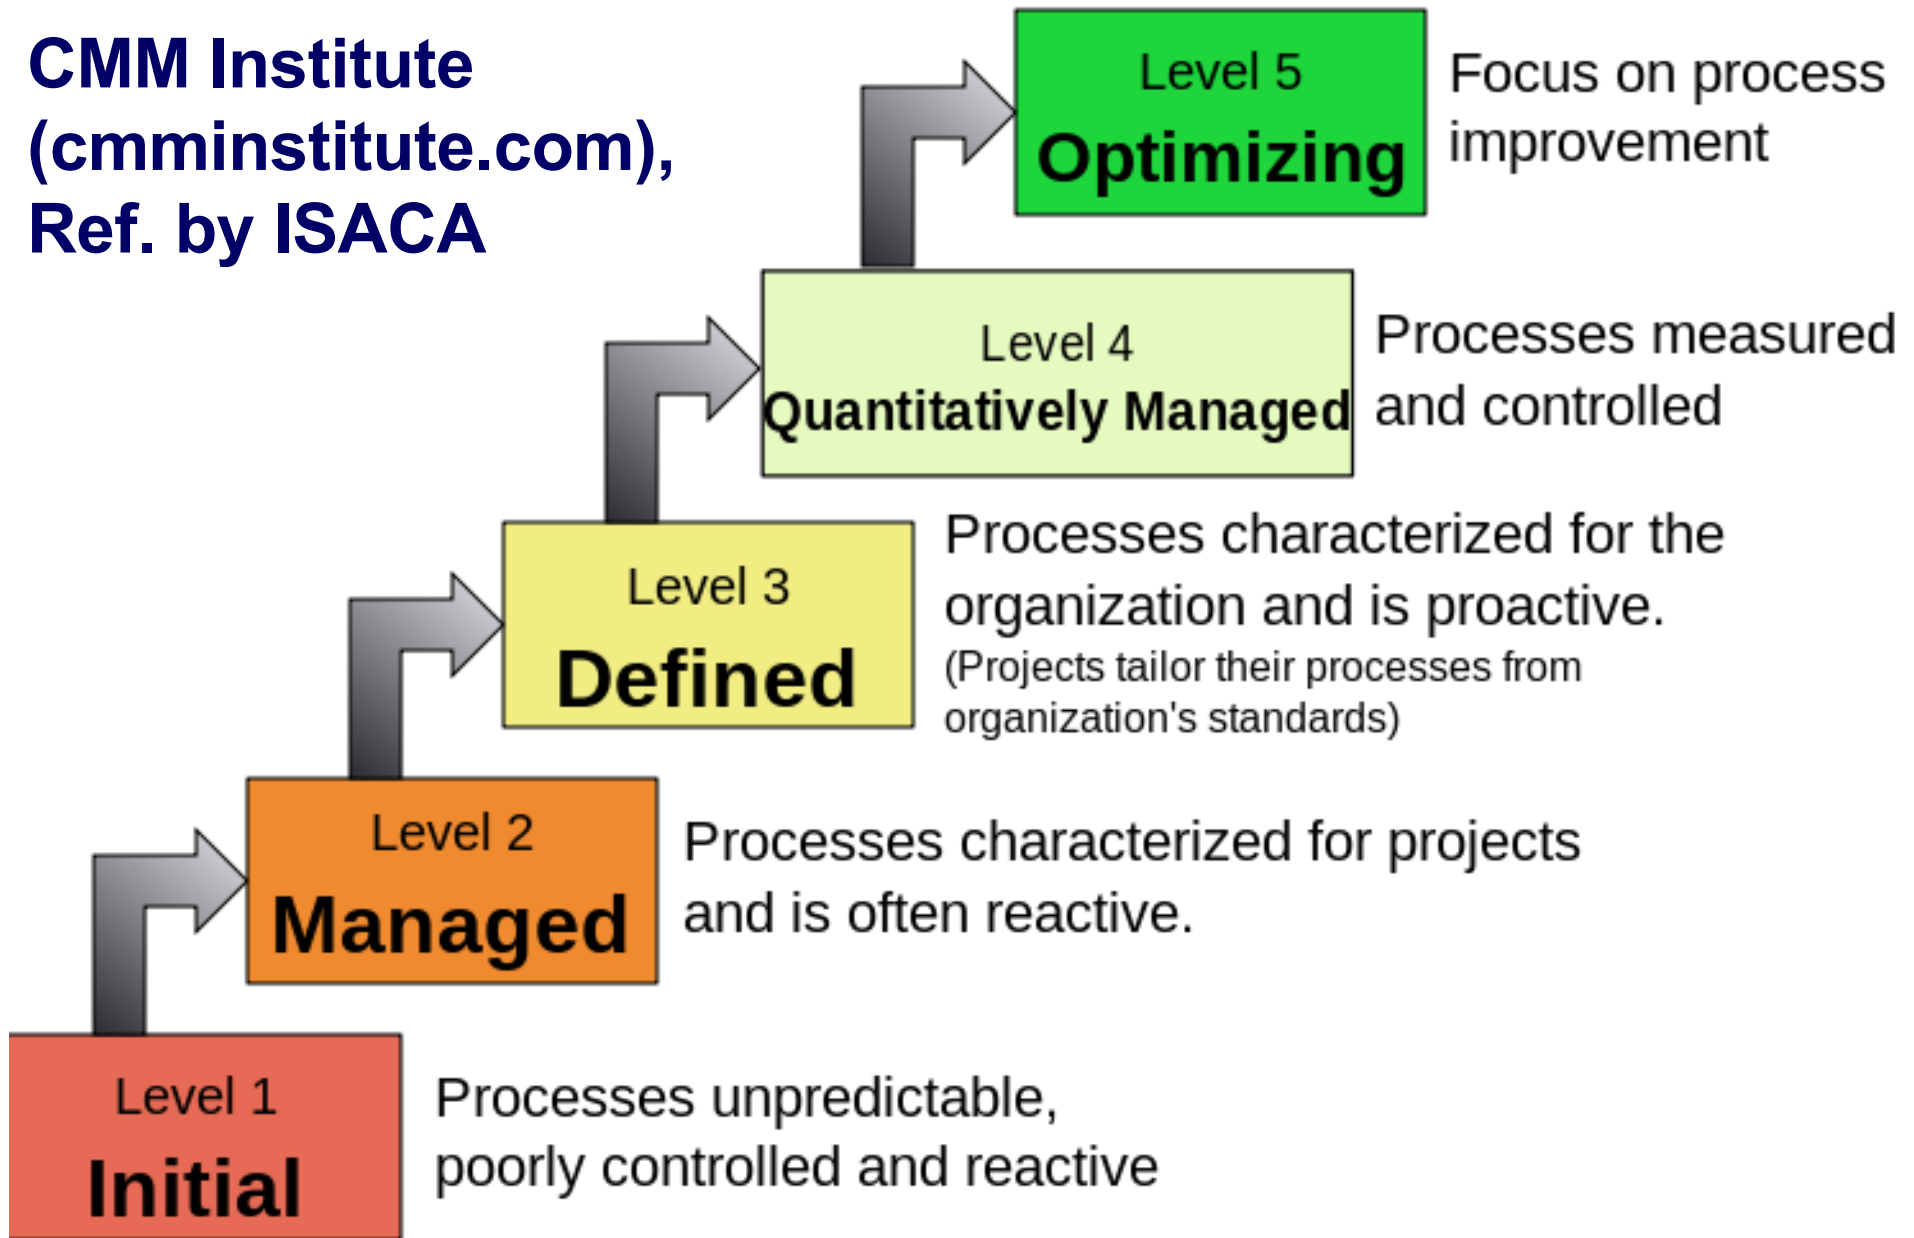 CMM Institute
(cmminstitute.com),
Ref. by ISACA
Level 5
Optimizing
Focus on process
improvement
Level 4
Quantitatively Managed
Processes measured
and controlled
Level 3
Defined
Processes characterized for the
organization and is proactive.
(Projects tailor their processes from
organization's standards)
Level 2
Managed
Processes characterized for projects
and is often reactive.
Level 1
Initial
Processes unpredictable,
poorly controlled and reactive